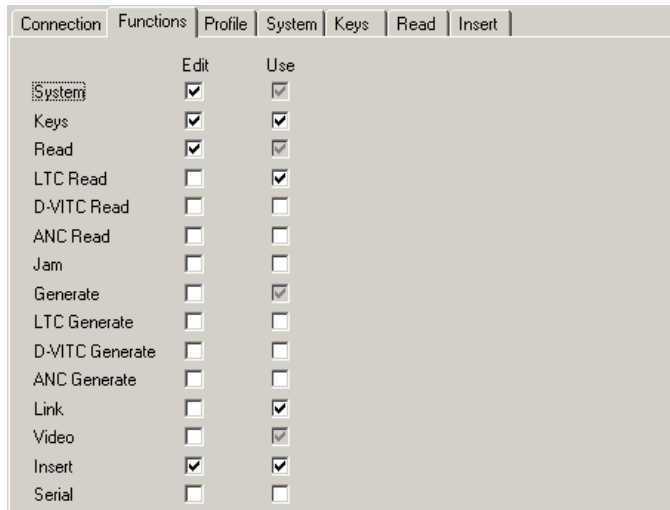 Connection Functions Profile System Keys Read Insert
Edit Use
System
Keys
Read
LTC Read
D-VITC Read
ANC Read
Jam
Generate
LTC Generate
D-VITC Generate
ANC Generate
Link
Video
Insert
Serial